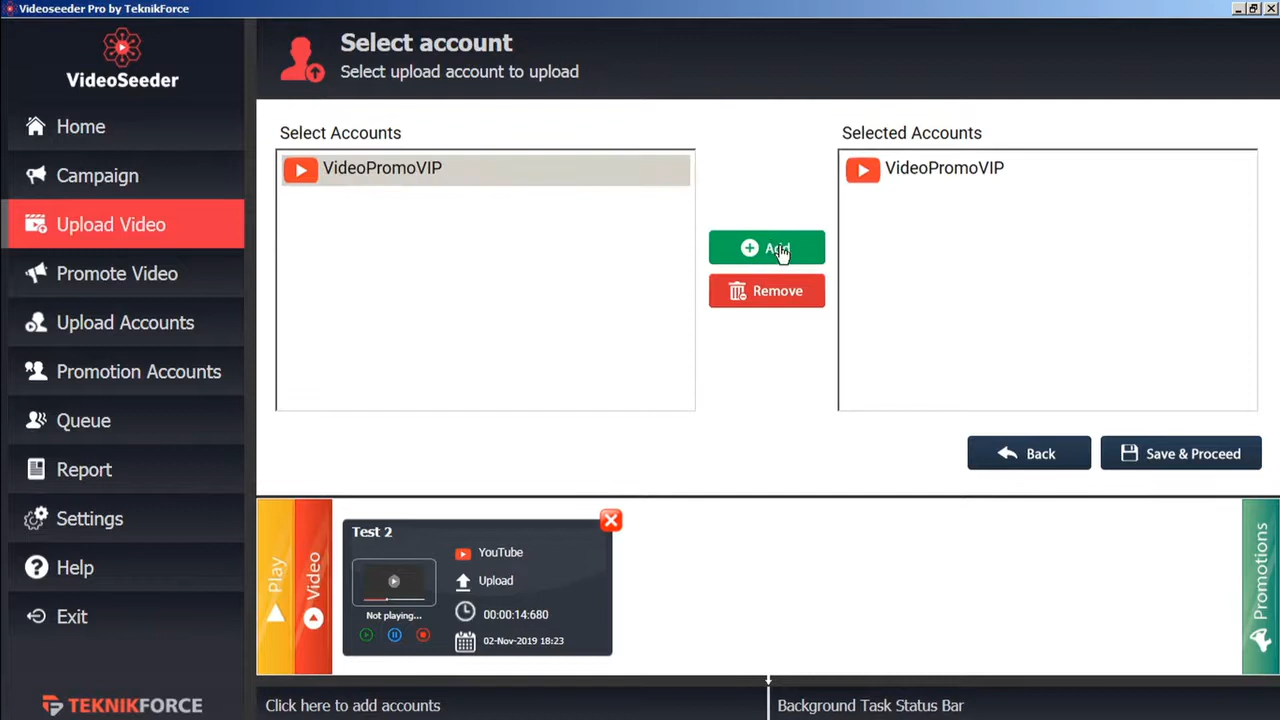 Videoseeder Pro by TeknikForce
VideoSeeder
Home
Campaign
Upload Video
Promote Video
Upload Accounts
Promotion Accounts
Queue
Report
Settings
Help
Exit
TEKNIKFORCE
Select account
Select upload account to upload
Select Accounts
VideoPromoVIP
Add
Remove
Selected Accounts
VideoPromoVIP
Back
Save & Proceed
Play
Video
Test 2
Not playing...
YouTube
Upload
00:00:14:680
02-Nov-2019 18:23
Promotions
Click here to add accounts
Background Task Status Bar